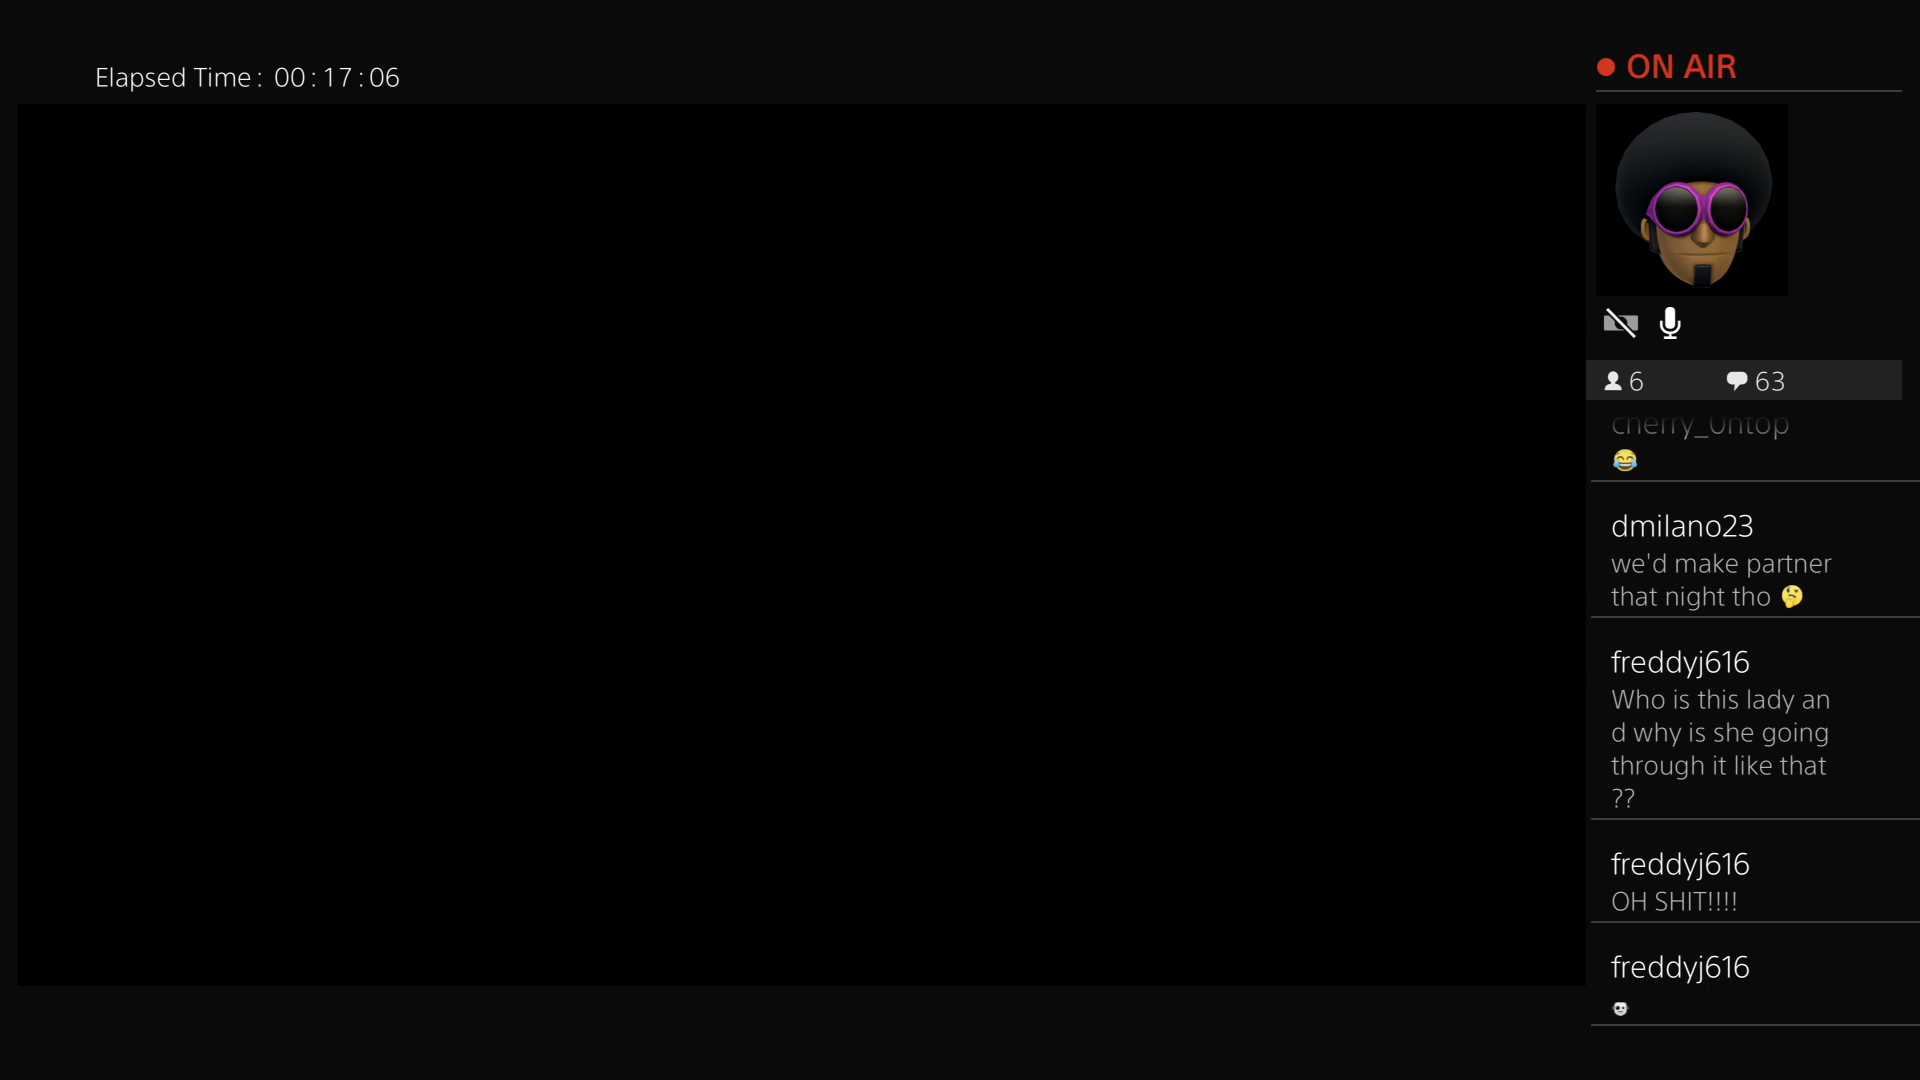 Elapsed Time: 00:17:06
ON AIR
6 63
cherry_0ntop
😂
dmilano23
we'd make partner
that night tho 🤔
freddyj616
Who is this lady an
d why is she going
through it like that
??
freddyj616
OH SHIT!!!!
freddyj616